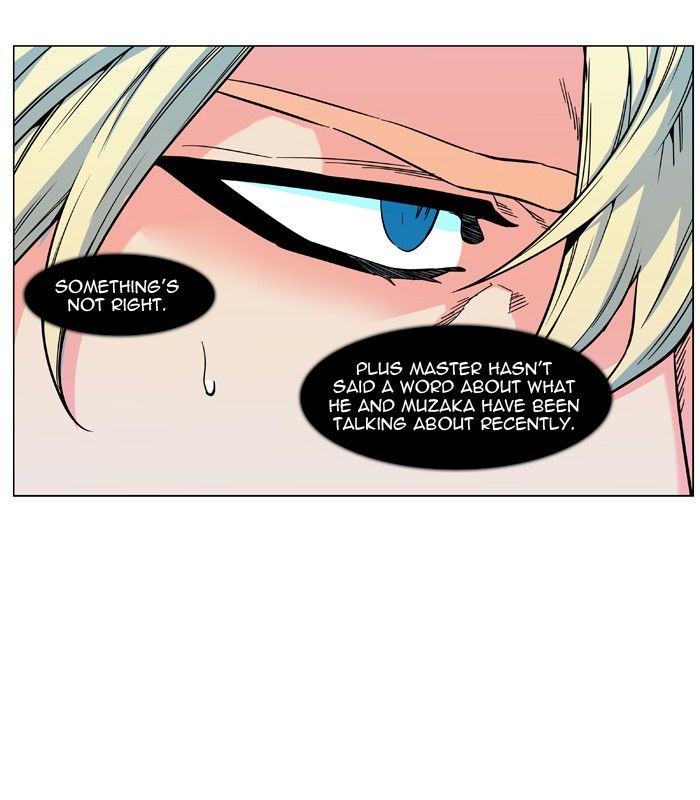 SOMETHING'S
NOT RIGHT.
PLUS MASTER HASN'T
SAID A WORD ABOUT WHAT
HE AND MUZAKA HAVE BEEN
TALKING ABOUT RECENTLY.